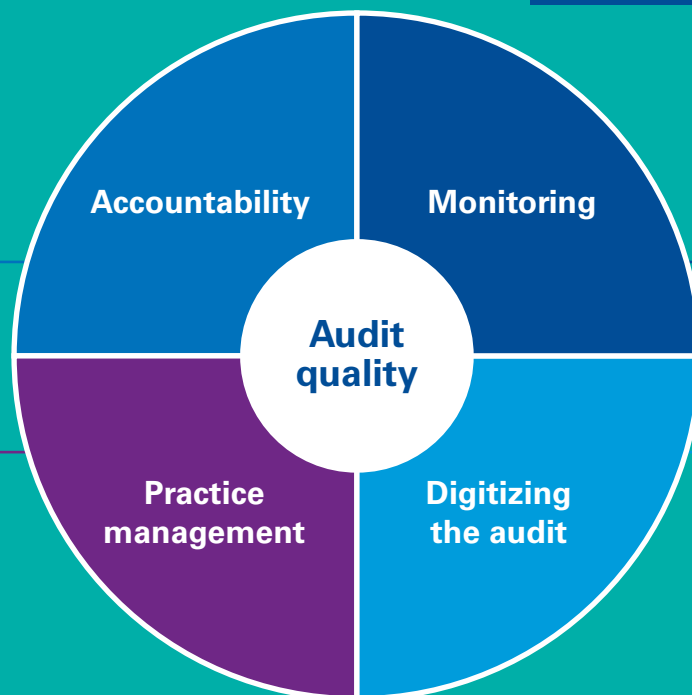 Accountability
Monitoring
Audit
quality
Practice
management
Digitizing
the audit